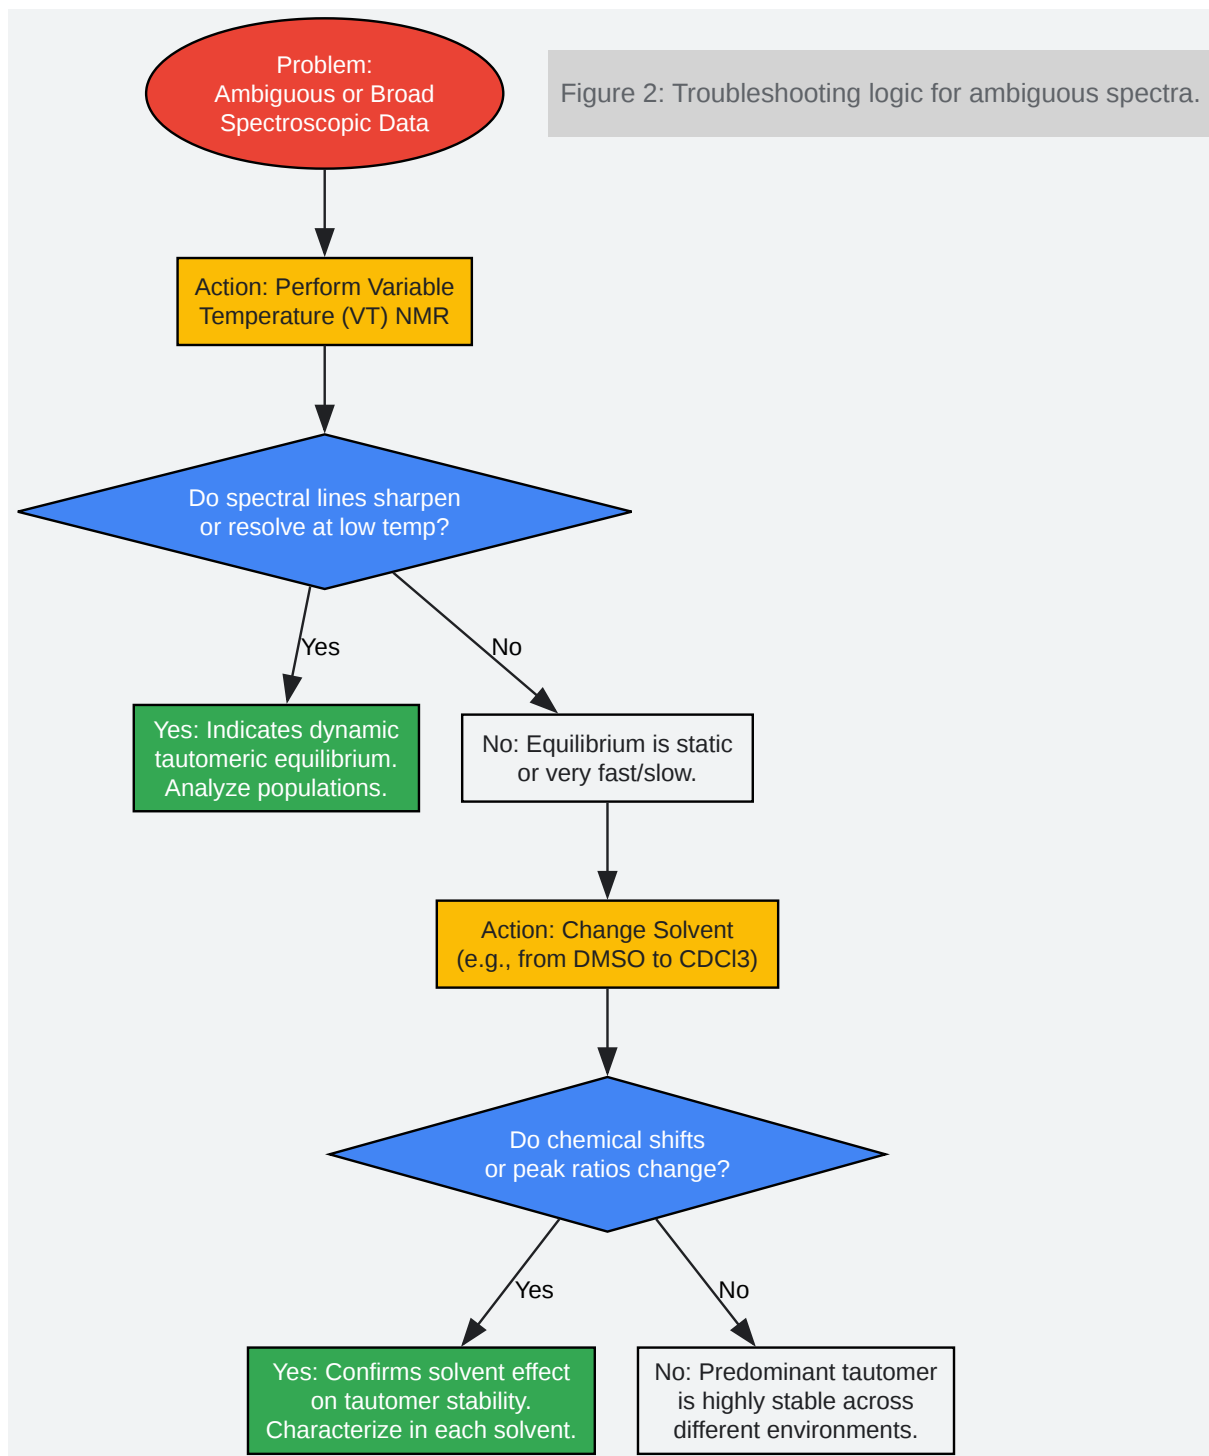 Problem:
Ambiguous or Broad
Spectroscopic Data
Figure 2: Troubleshooting logic for ambiguous spectra.
Action: Perform Variable
Temperature (VT) NMR
Do spectral lines sharpen
or resolve at low temp?
Yes
No
Yes: Indicates dynamic
tautomeric equilibrium.
Analyze populations.
No: Equilibrium is static
or very fast/slow.
Action: Change Solvent
(e.g., from DMSO to CDCl3)
Do chemical shifts
or peak ratios change?
Yes
No
Yes: Confirms solvent effect
on tautomer stability.
Characterize in each solvent.
No: Predominant tautomer
is highly stable across
different environments.